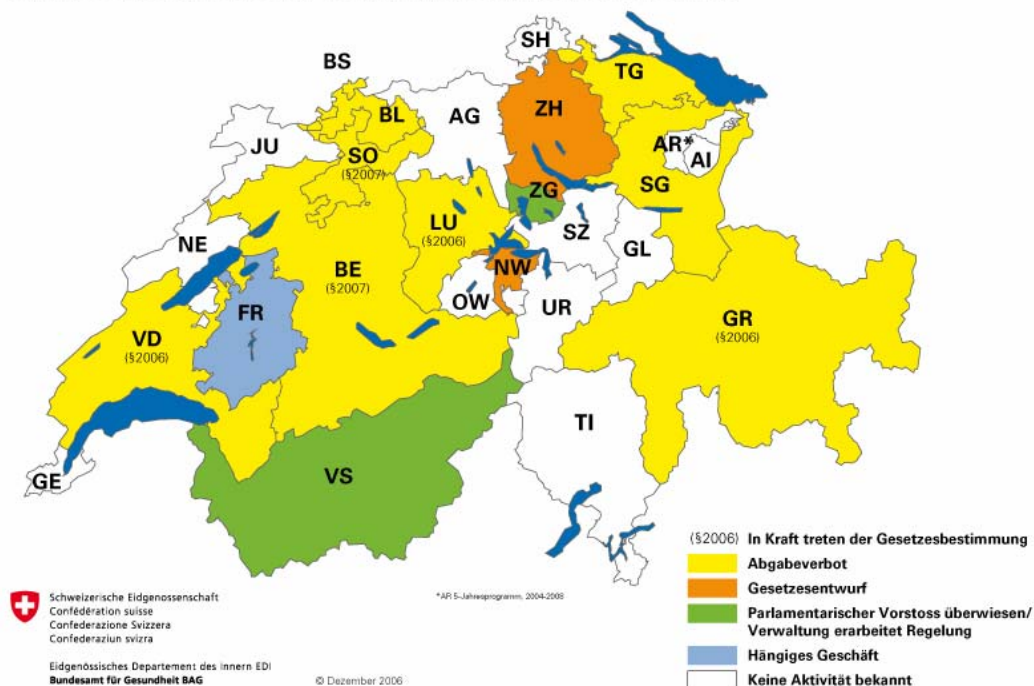 SH
BS
TG
BL
AG
ZH
JU
AR*
AI
SO
(§2007)
ZG
SG
LU
(§2006)
SZ
NE
GL
BE
(§2007)
NW
OW
UR
FR
GR
(§2006)
VD
(§2006)
TI
VS
GE
(§2006) In Kraft treten der Gesetzesbestimmung
Abgabeverbot
Gesetzesentwurf
Parlamentarischer Vorstoss überwiesen/
Verwaltung erarbeitet Regelung
Hängiges Geschäft
Keine Aktivität bekannt
*AR 5-Jahresprogramm, 2004-2008
Schweizerische Eidgenossenschaft
Confédération suisse
Confederazione Svizzera
Confederaziun svizra
Eidgenössisches Departement des Innern EDI
Bundesamt für Gesundheit BAG
© Dezember 2006